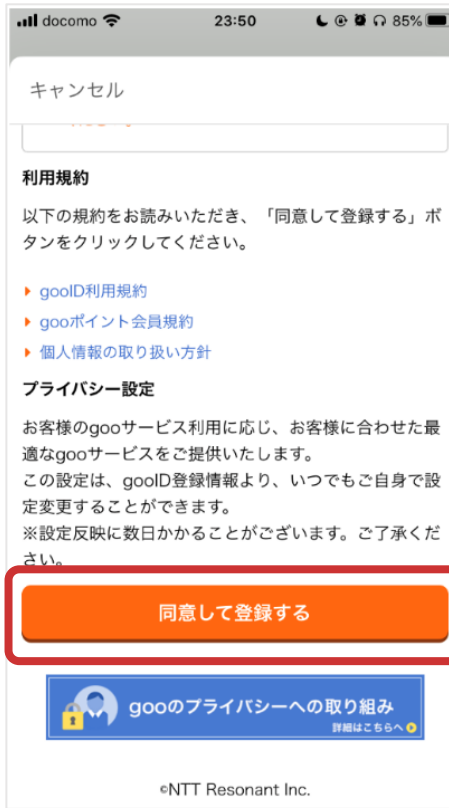 docomo 23:50 85%
キャンセル
利用規約
以下の規約をお読みいただき、「同意して登録する」ボ
タンをクリックしてください。
gooID利用規約
gooポイント会員規約
個人情報の取り扱い方針
プライバシー設定
お客様のgooサービス利用に応じ、お客様に合わせた最
適なgooサービスをご提供いたします。
この設定は、gooID登録情報より、いつでもご自身で設
定変更することができます。
※設定反映に数日かかることがございます。ご了承くだ
さい。
同意して登録する
gooのプライバシーへの取り組み
詳細はこちらへ
©NTT Resonant Inc.